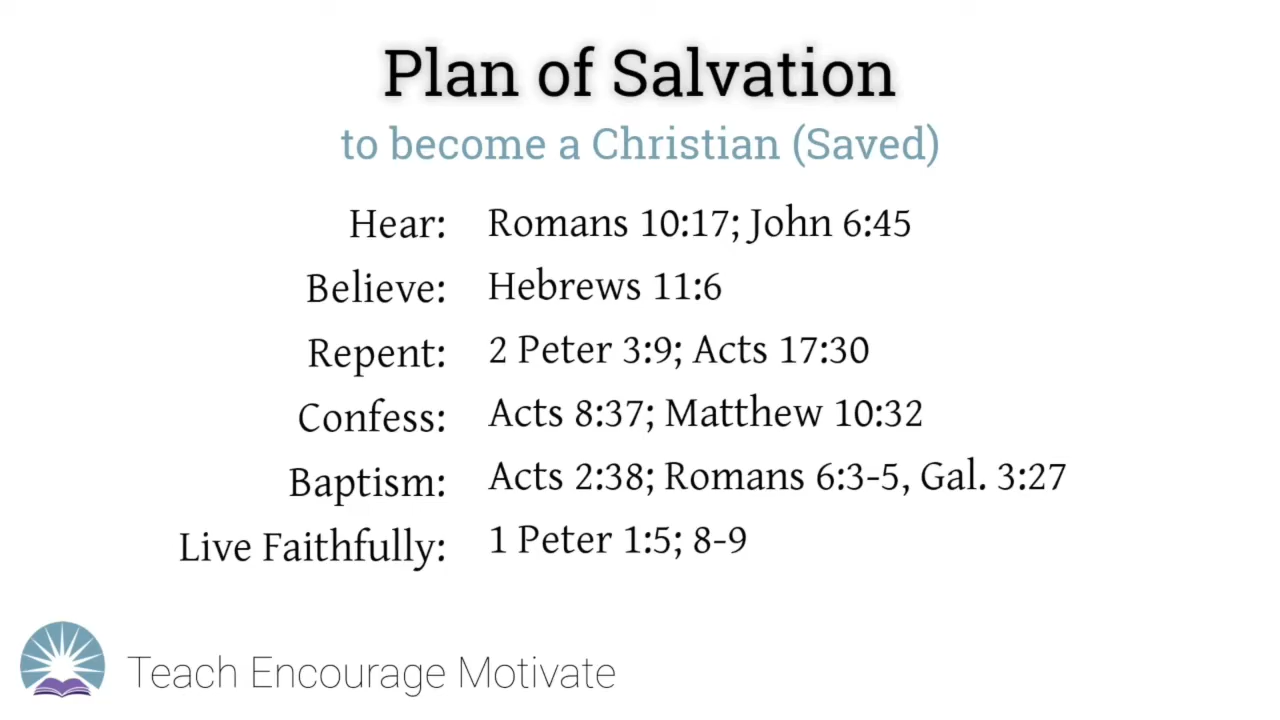 Plan of Salvation
to become a Christian (Saved)
Hear: Romans 10:17; John 6:45
Believe: Hebrews 11:6
Repent: 2 Peter 3:9; Acts 17:30
Confess: Acts 8:37; Matthew 10:32
Baptism: Acts 2:38; Romans 6:3-5, Gal. 3:27
Live Faithfully: 1 Peter 1:5; 8-9
Teach Encourage Motivate